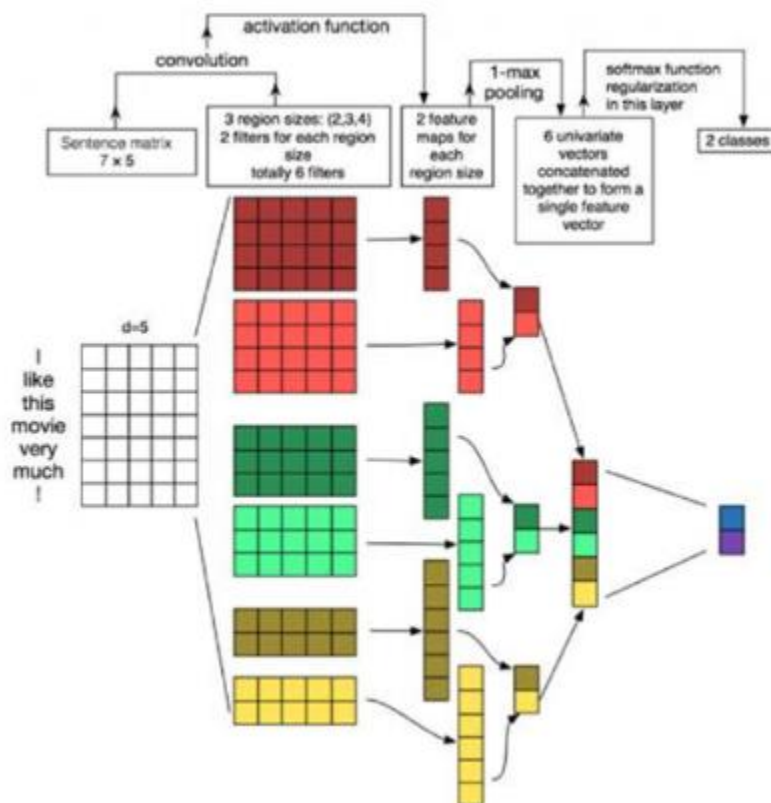 activation function
convolution
1-max
pooling
softmax function
regularization
in this layer
Sentence matrix
7 x 5
3 region sizes: (2,3,4)
2 filters for each region
size
totally 6 filters
2 feature
maps for
each
region size
6 univariate
vectors
concatenated
together to form a
single feature
vector
2 classes
d=5
I
like
this
movie
very
much
!